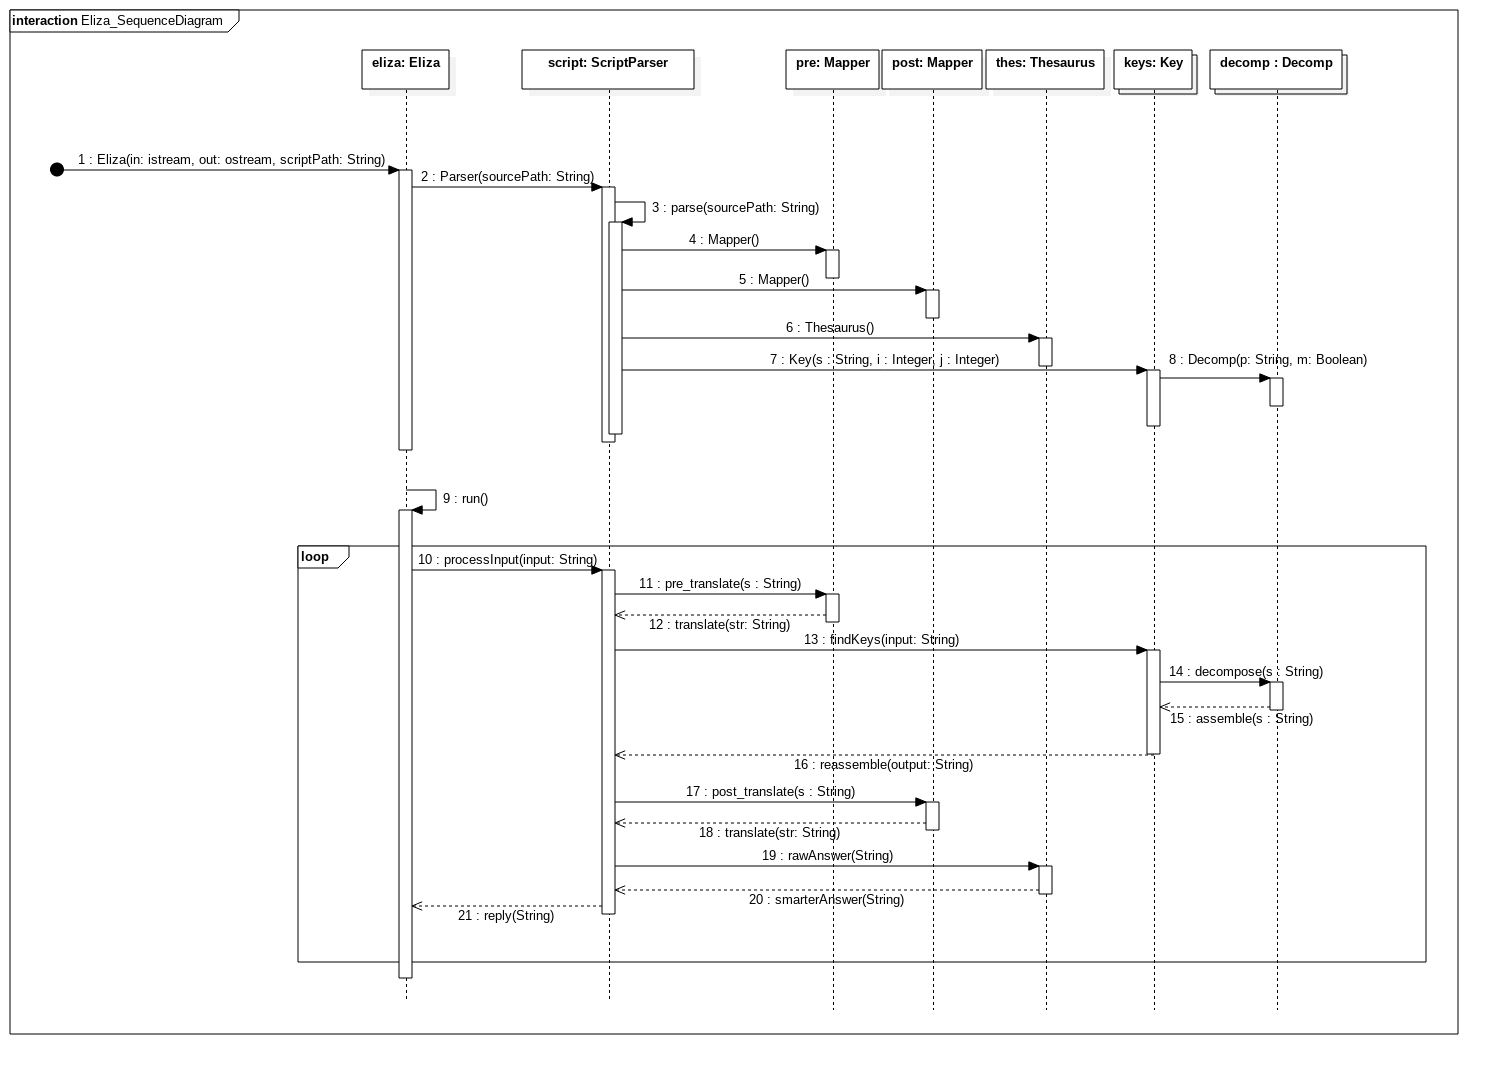 interaction Eliza_SequenceDiagram
eliza: Eliza
script: ScriptParser
pre: Mapper
post: Mapper
thes: Thesaurus
keys: Key
decomp : Decomp
1 : Eliza(in: istream, out: ostream, scriptPath: String)
2 : Parser(sourcePath: String)
3 : parse(sourcePath: String)
4 : Mapper()
5 : Mapper()
6 : Thesaurus()
7 : Key(s : String, i : Integer, j : Integer)
8 : Decomp(p: String, m: Boolean)
9 : run()
loop
10 : processInput(input: String)
11 : pre_translate(s : String)
12 : translate(str: String)
13 : findKeys(input: String)
14 : decompose(s : String)
15 : assemble(s : String)
16 : reassemble(output: String)
17 : post_translate(s : String)
18 : translate(str: String)
19 : rawAnswer(String)
20 : smarterAnswer(String)
21 : reply(String)